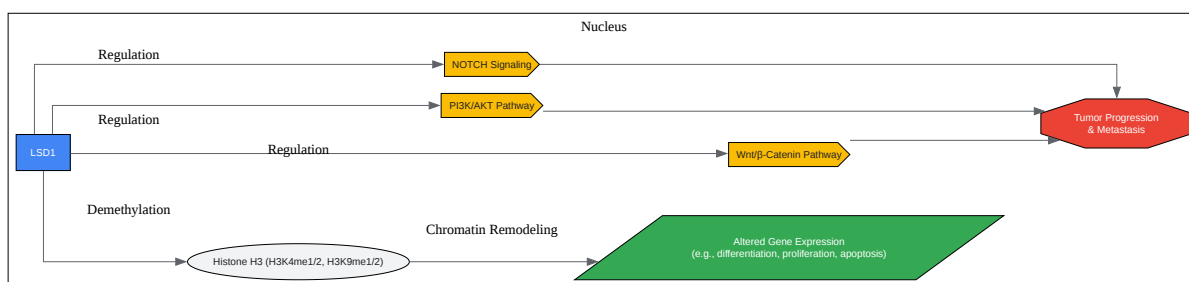 Nucleus
Regulation
NOTCH Signaling
PI3K/AKT Pathway
Regulation
Tumor Progression
& Metastasis
LSD1
Regulation
Wnt/β-Catenin Pathway
Demethylation
Chromatin Remodeling
Altered Gene Expression
(e.g., differentiation, proliferation, apoptosis)
Histone H3 (H3K4me1/2, H3K9me1/2)